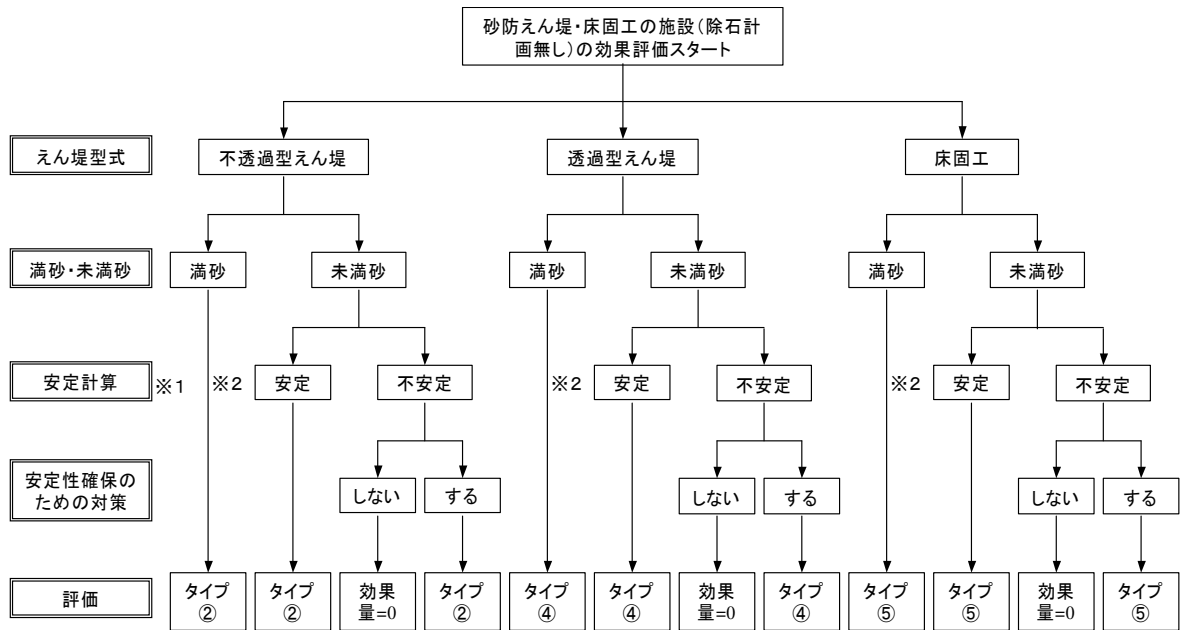 砂防えん堤・床固工の施設(除石計
画無し)の効果評価スタート
えん堤型式
不透過型えん堤
透過型えん堤
床固工
満砂・未満砂
満砂
未満砂
満砂
未満砂
満砂
未満砂
安定計算
※1
※2
安定
不安定
※2
安定
不安定
※2
安定
不安定
安定性確保の
ための対策
しない
する
しない
する
しない
する
評価
タイプ
②
タイプ
②
効果
量=0
タイプ
②
タイプ
④
タイプ
④
効果
量=0
タイプ
④
タイプ
⑤
タイプ
⑤
効果
量=0
タイプ
⑤